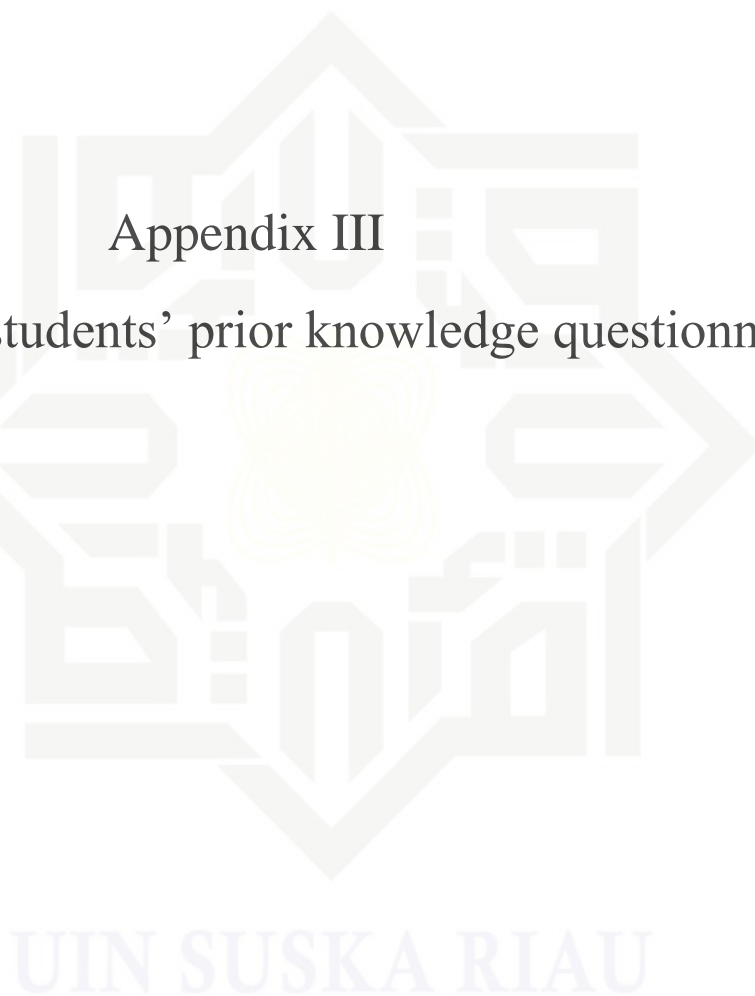 Appendix III
students’ prior knowledge questionn
UIN SUSKA RIAU